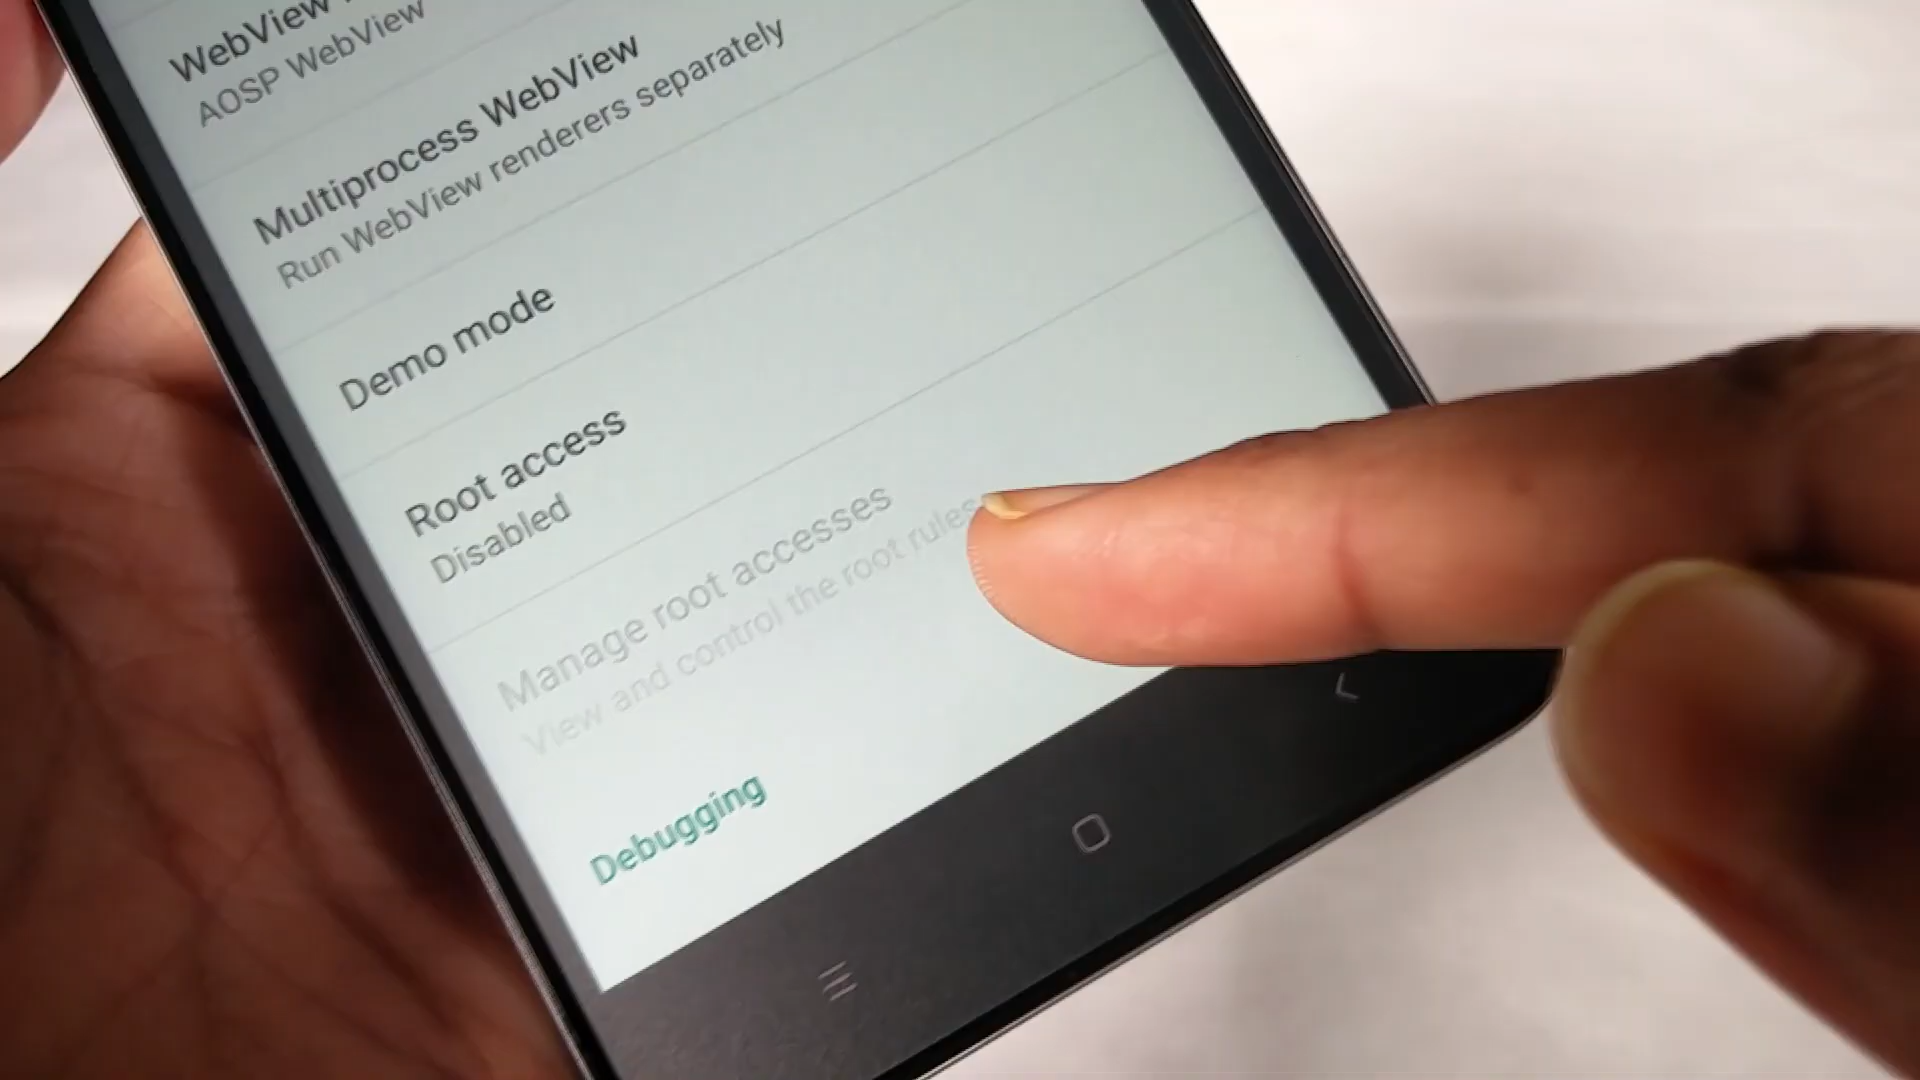 WebView
AOSP WebView
Multiprocess WebView
Run WebView renderers separately
Demo mode
Root access
Disabled
Manage root accesses
View and control the root rules
Debugging